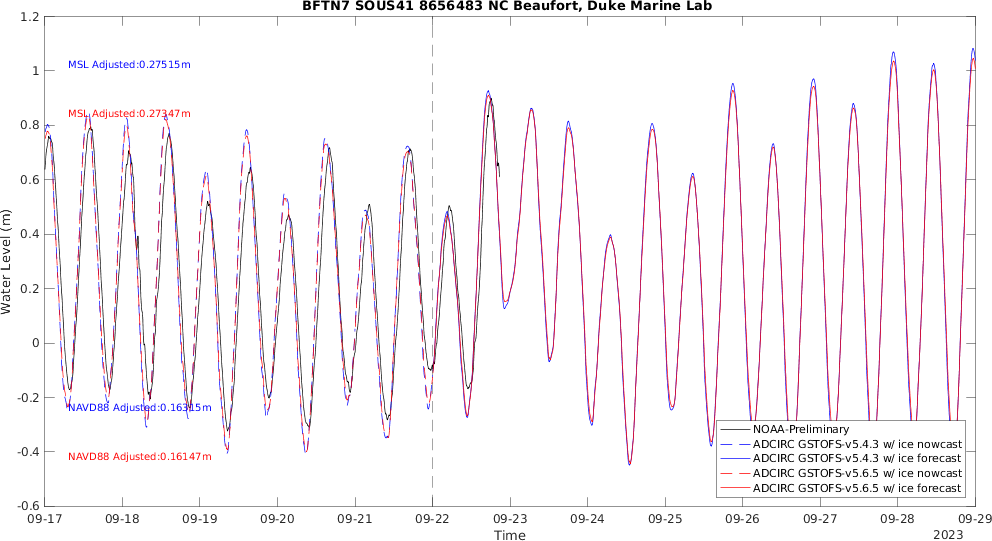 BFTN7 SOUS41 8656483 NC Beaufort, Duke Marine Lab
1.2
1
0.8
0.6
0.4
0.2
0
-0.2
-0.4
-0.6
Water Level (m)
MSL Adjusted:0.27515m
MSL Adjusted:0.27347m
NAVD88 Adjusted:0.16315m
NAVD88 Adjusted:0.16147m
NOAA-Preliminary
ADCIRC GSTOFS-v5.4.3 w/ ice nowcast
ADCIRC GSTOFS-v5.4.3 w/ ice forecast
ADCIRC GSTOFS-v5.6.5 w/ ice nowcast
ADCIRC GSTOFS-v5.6.5 w/ ice forecast
09-17 09-18 09-19 09-20 09-21 09-22 09-23 09-24 09-25 09-26 09-27 09-28 09-29
Time
2023